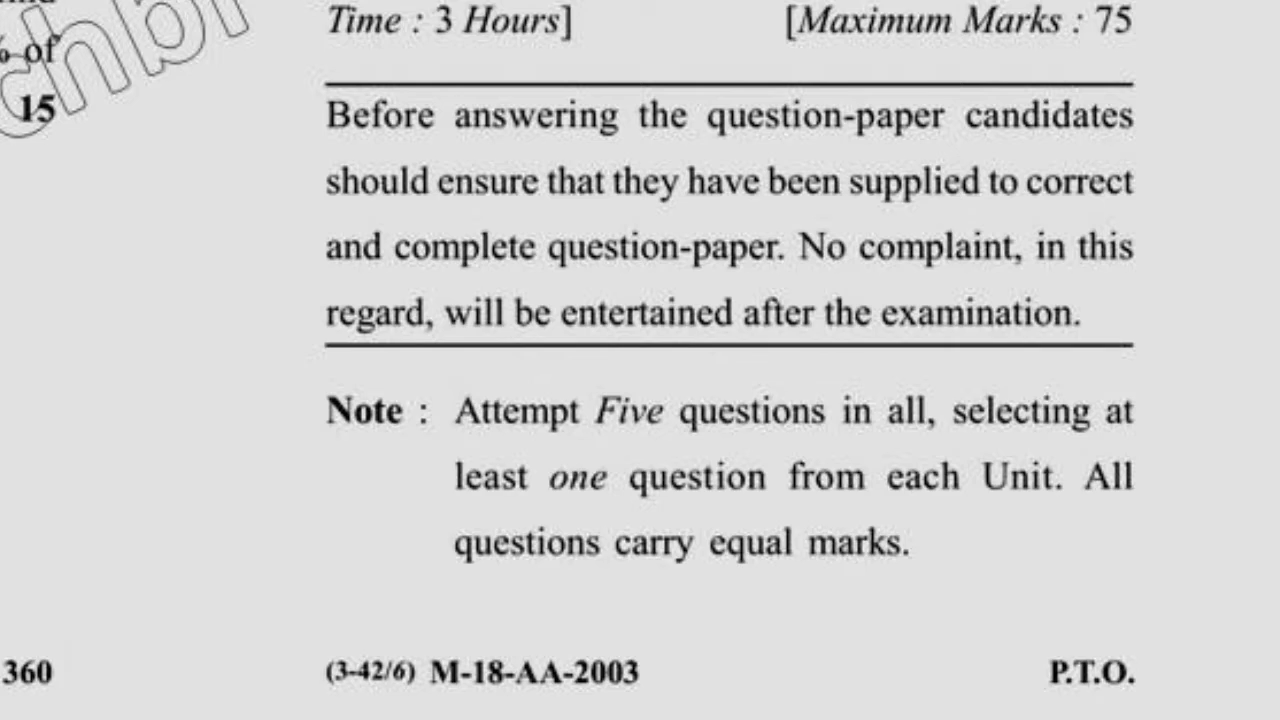 % of
15
Time : 3 Hours]
[Maximum Marks : 75
Before answering the question-paper candidates
should ensure that they have been supplied to correct
and complete question-paper. No complaint, in this
regard, will be entertained after the examination.
Note : Attempt Five questions in all, selecting at
least one question from each Unit. All
questions carry equal marks.
360
(3-42/6) M-18-AA-2003
P.T.O.